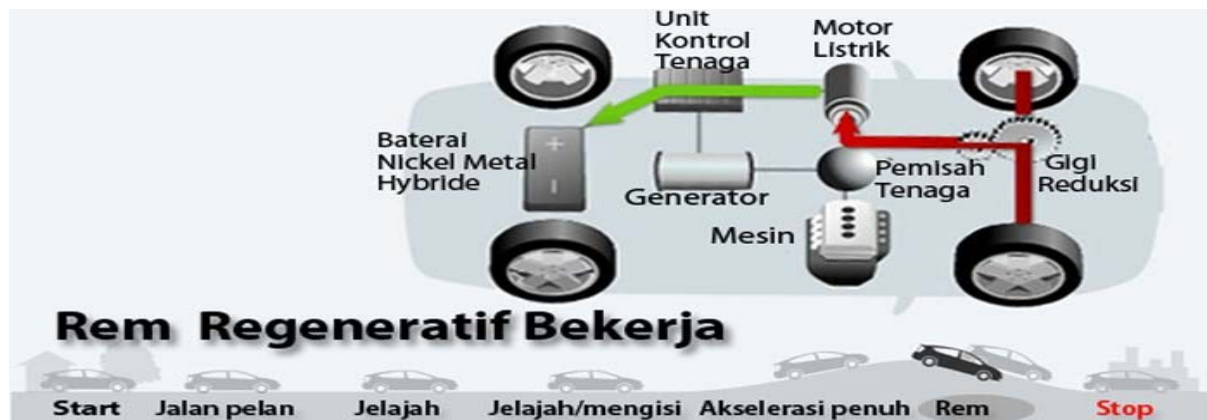 Unit
Kontrol
Tenaga
Motor
Listrik
Baterai
Nickel Metal
Hybride
+
–
Generator
Pemisah
Tenaga
Gigi
Reduksi
Mesin
Rem Regeneratif Bekerja
Start Jalan pelan Jelajah Jelajah/mengisi Akselerasi penuh Rem Stop